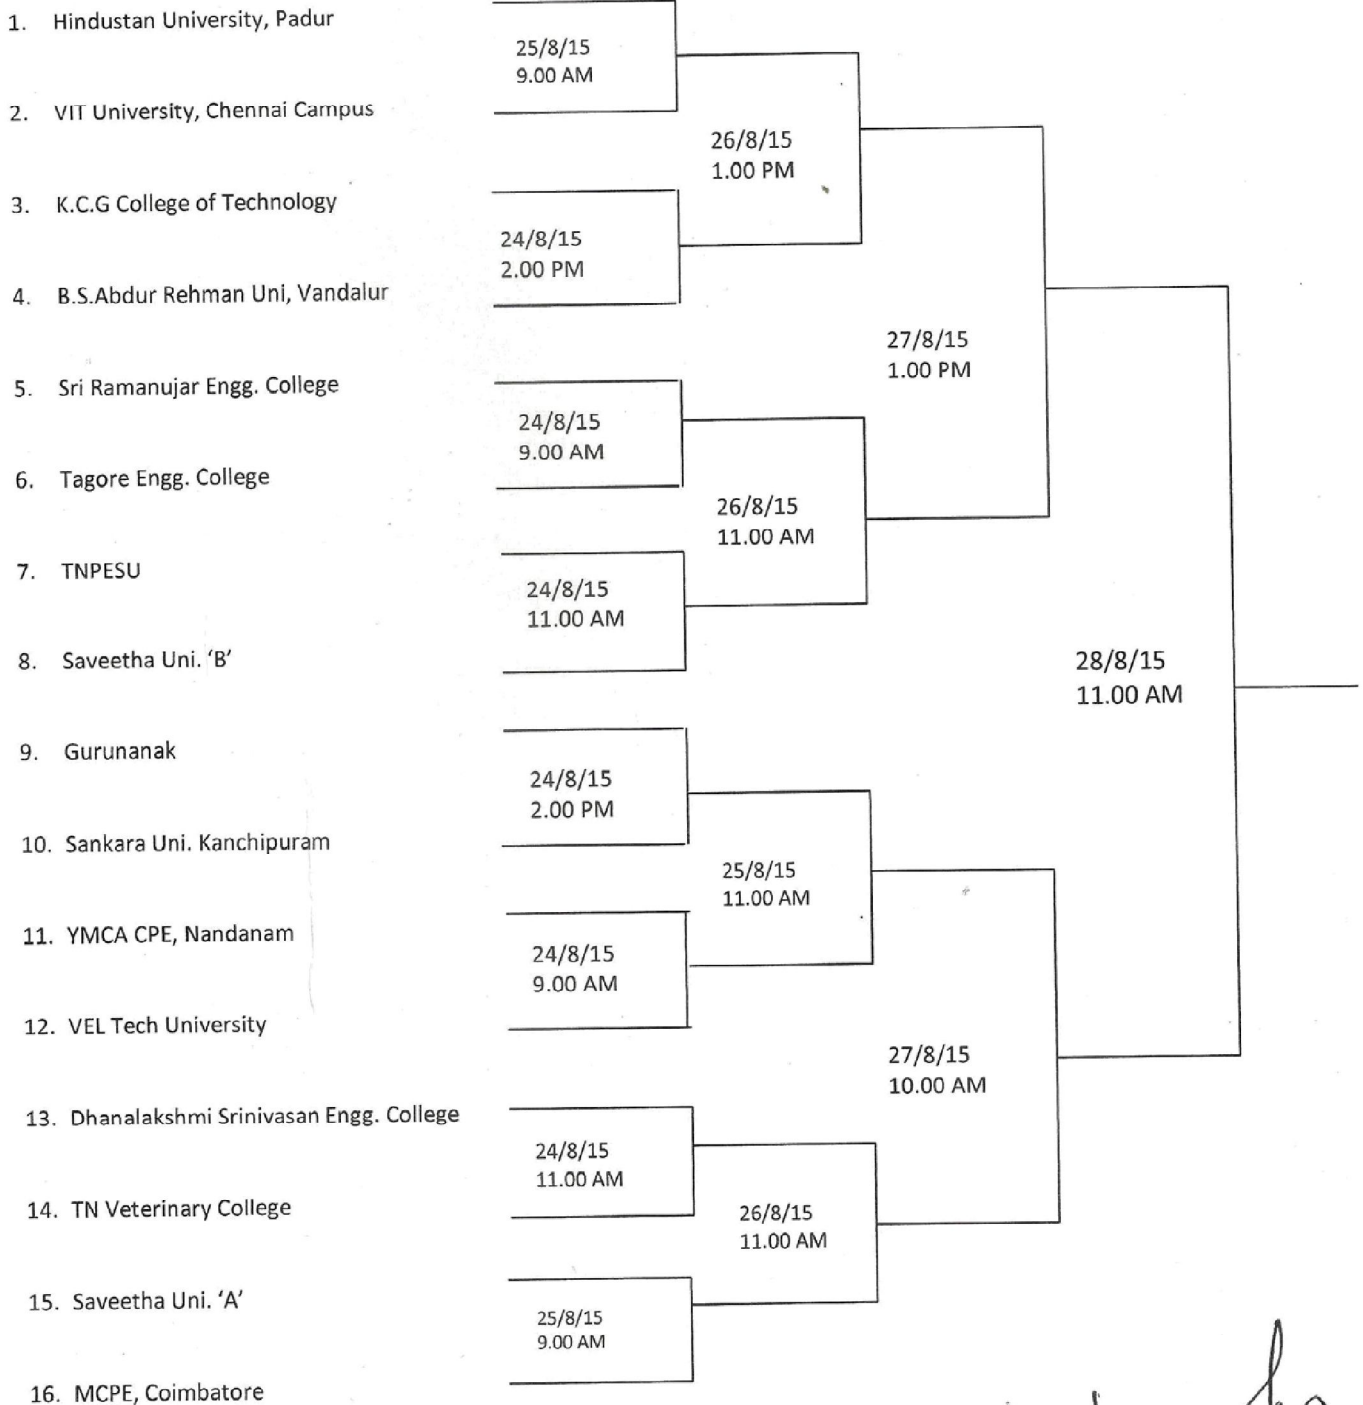 1. Hindustan University, Padur
25/8/15
9.00 AM
2. VIT University, Chennai Campus
26/8/15
1.00 PM
3. K.C.G College of Technology
24/8/15
2.00 PM
4. B.S.Abdur Rehman Uni, Vandalur
27/8/15
1.00 PM
5. Sri Ramanujar Engg. College
24/8/15
9.00 AM
6. Tagore Engg. College
26/8/15
11.00 AM
7. TNPESU
24/8/15
11.00 AM
8. Saveetha Uni. ‘B’
28/8/15
11.00 AM
9. Gurunanak
24/8/15
2.00 PM
10. Sankara Uni. Kanchipuram
25/8/15
11.00 AM
11. YMCA CPE, Nandanam
24/8/15
9.00 AM
12. VEL Tech University
27/8/15
10.00 AM
13. Dhanalakshmi Srinivasan Engg. College
24/8/15
11.00 AM
14. TN Veterinary College
26/8/15
11.00 AM
15. Saveetha Uni. ‘A’
25/8/15
9.00 AM
16. MCPE, Coimbatore